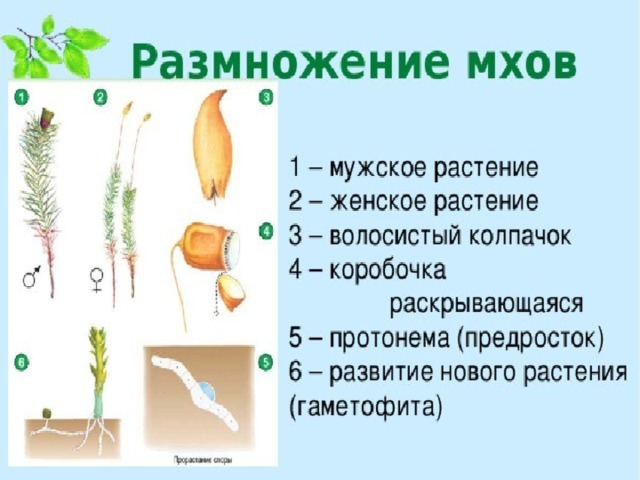 Размножение мхов
1
2
3
1 – мужское растение
2 – женское растение
3 – волосистый колпачок
4
4 – коробочка
раскрывающаяся
♂
♀
5 – протонема (предросток)
6
5
6 – развитие нового растения
(гаметофита)
Прорастание споры